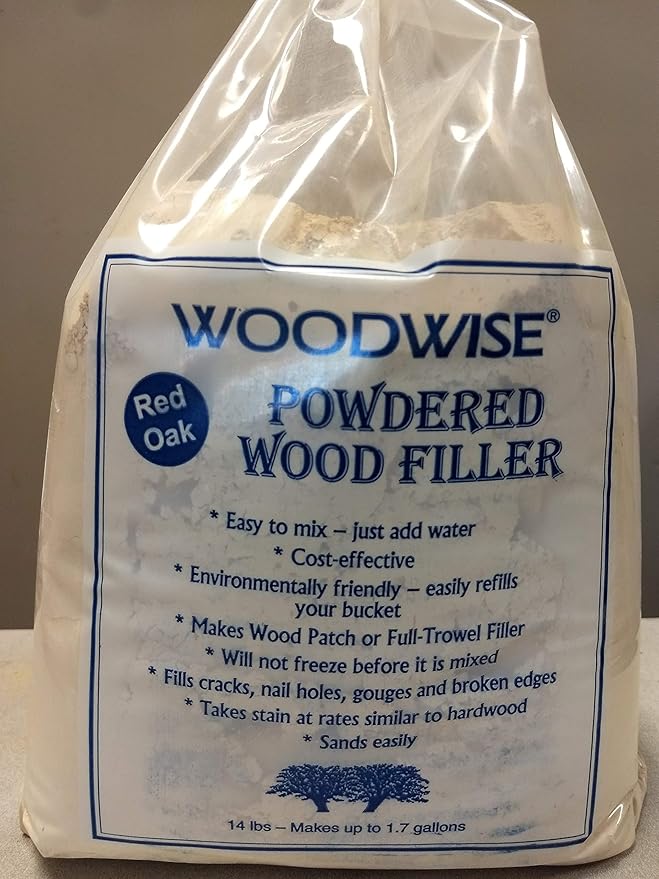 WOODWISE®
Red
Oak
POWDERED
WOOD FILLER
* Easy to mix – just add water
* Cost-effective
* Environmentally friendly – easily refills
your bucket
* Makes Wood Patch or Full-Trowel Filler
* Will not freeze before it is mixed
* Fills cracks, nail holes, gouges and broken edges
* Takes stain at rates similar to hardwood
* Sands easily
14 lbs – Makes up to 1.7 gallons